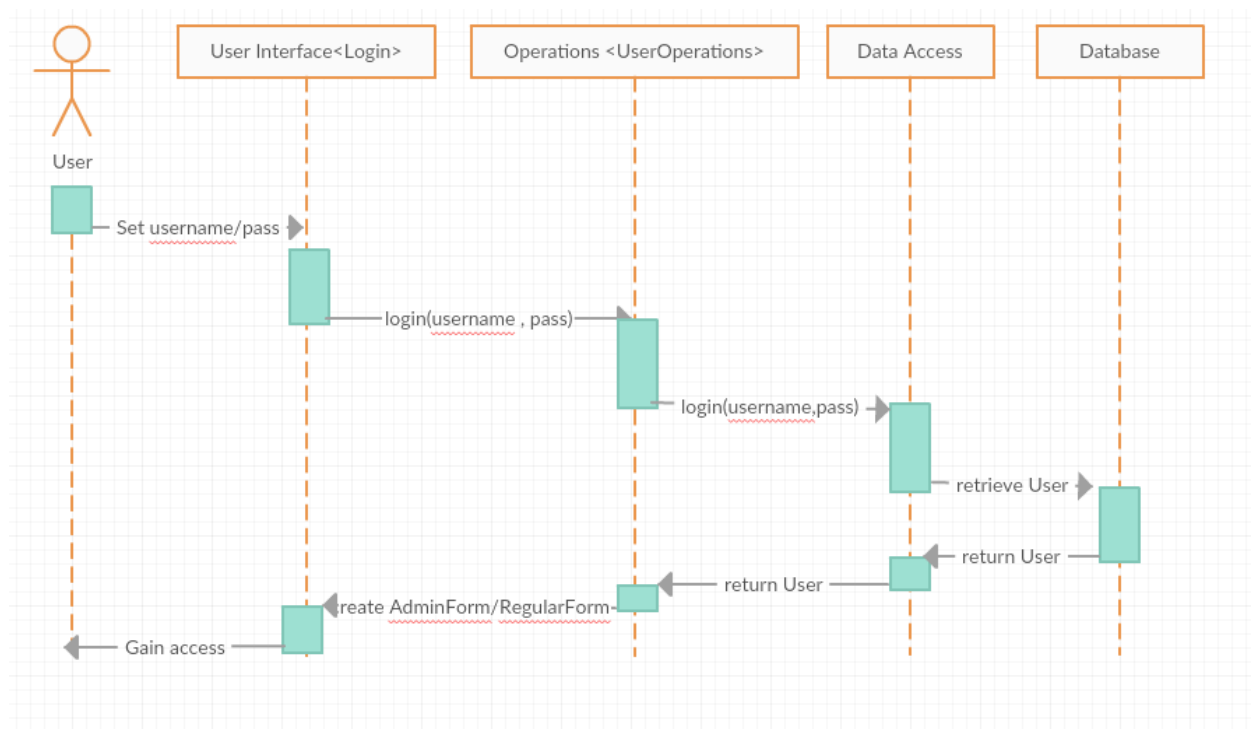 User Interface<Login>
Operations <UserOperations>
Data Access
Database
User
Set username/pass
login(username , pass)
login(username,pass)
retrieve User
return User
return User
create AdminForm/RegularForm
Gain access